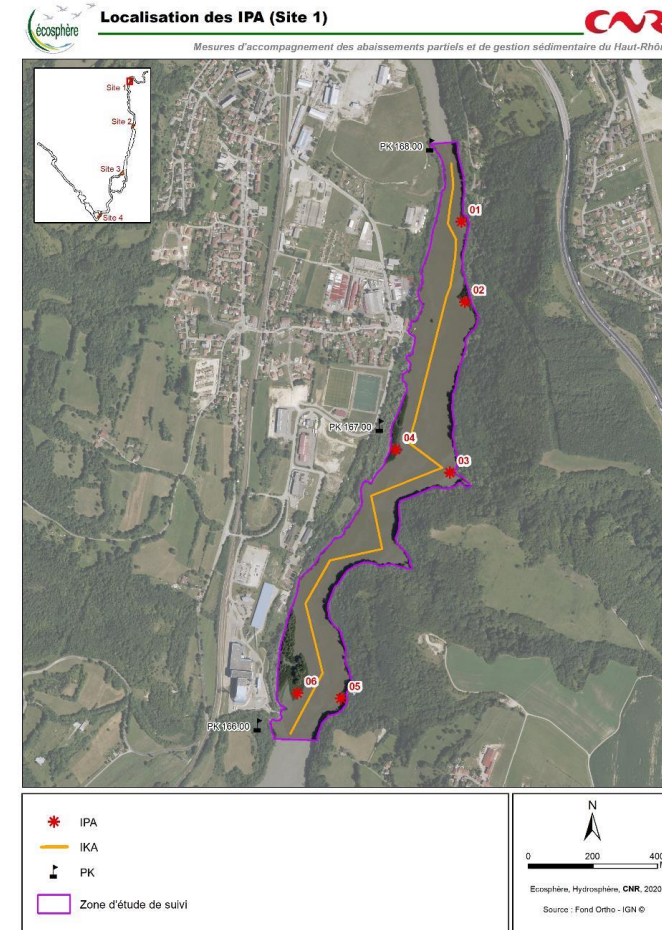 écosphère
Localisation des IPA (Site 1)
CNR
Mesures d'accompagnement des abaissements partiels et de gestion sédimentaire du Haut-Rhôn
Site 1
Site 2
Site 3
Site 4
PK 168.00
01
02
PK 167.00
04
03
06
05
PK 166.00
IPA
IKA
PK
Zone d'étude de suivi
N
0 200 400
M
Ecosphère, Hydrosphère, CNR, 2020
Source : Fond Ortho - IGN ©